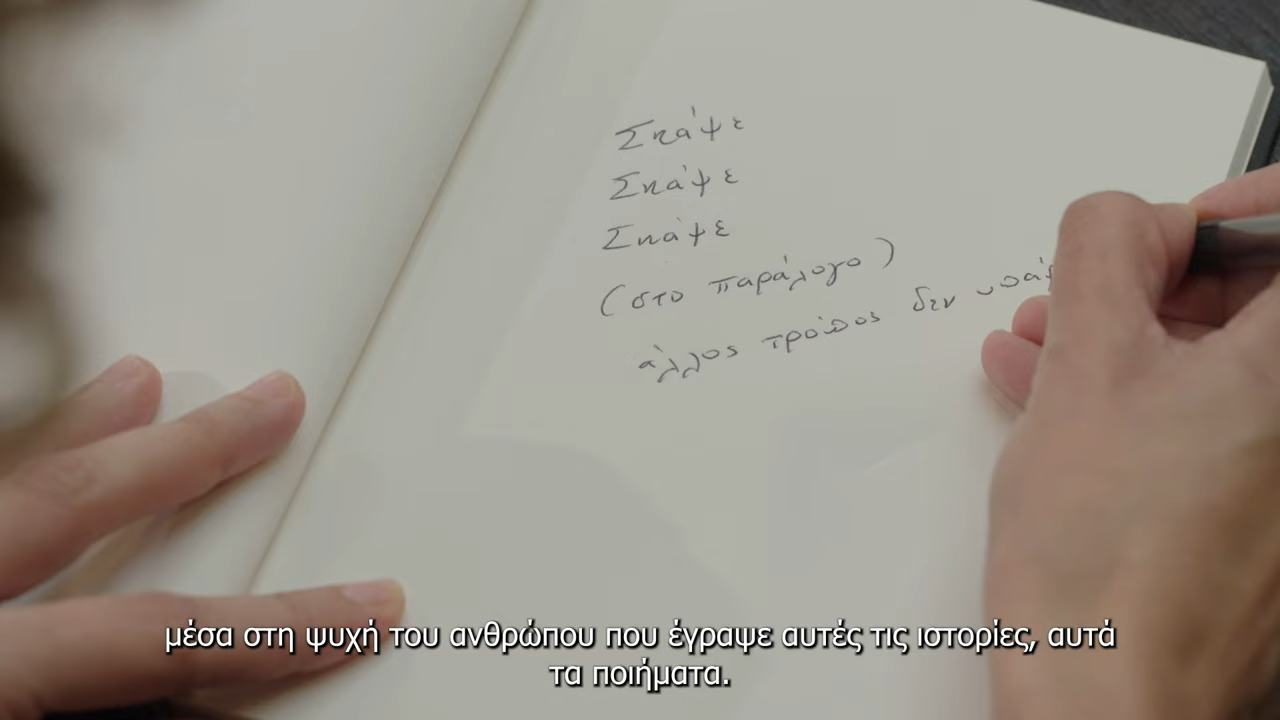 Σκάψε
Σκάψε
Σκάψε
(στο παράλογο)
άλλος τρόπος δεν
μέσα στη ψυχή του ανθρώπου που έγραψε αυτές τις ιστορίες, αυτά
τα ποιήματα.